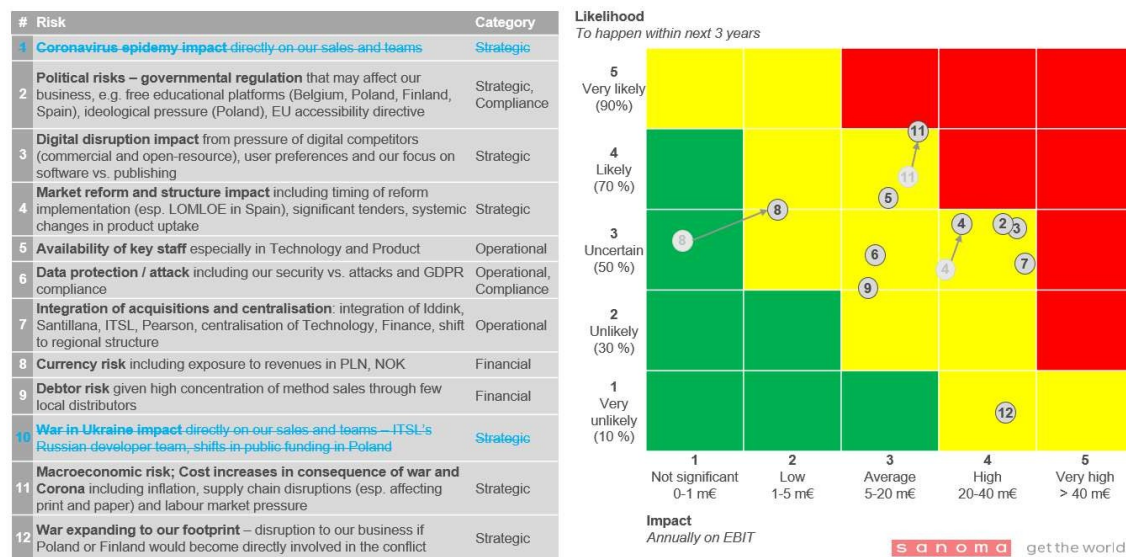 # Risk Category
1 Coronavirus epidemy impact directly on our sales and teams Strategic
2 Political risks – governmental regulation that may affect our
business, e.g. free educational platforms (Belgium, Poland, Finland,
Spain), ideological pressure (Poland), EU accessibility directive
Strategic,
Compliance
3 Digital disruption impact from pressure of digital competitors
(commercial and open-resource), user preferences and our focus on
software vs. publishing
Strategic
4 Market reform and structure impact including timing of reform
implementation (esp. LOMLOE in Spain), significant tenders, systemic
changes in product uptake
Strategic
5 Availability of key staff especially in Technology and Product Operational
6 Data protection / attack including our security vs. attacks and GDPR
compliance
Operational,
Compliance
7 Integration of acquisitions and centralisation: integration of Iddink,
Santillana, ITSL, Pearson, centralisation of Technology, Finance, shift
to regional structure
Operational
8 Currency risk including exposure to revenues in PLN, NOK Financial
9 Debtor risk given high concentration of method sales through few
local distributors
Financial
10 War in Ukraine impact directly on our sales and teams – ITSL's
Russian developer team, shifts in public funding in Poland
Strategic
11 Macroeconomic risk; Cost increases in consequence of war and
Corona including inflation, supply chain disruptions (esp. affecting
print and paper) and labour market pressure
Strategic
12 War expanding to our footprint – disruption to our business if
Poland or Finland would become directly involved in the conflict
Strategic
Likelihood
To happen within next 3 years
5
Very likely
(90%)
4
Likely
(70 %)
3
Uncertain
(50 %)
2
Unlikely
(30 %)
1
Very
unlikely
(10 %)
11
11
5
8
8
4
2
3
6
7
4
9
12
1
Not significant
0-1 m€
2
Low
1-5 m€
3
Average
5-20 m€
4
High
20-40 m€
5
Very high
> 40 m€
Impact
Annually on EBIT
sanoma get the world